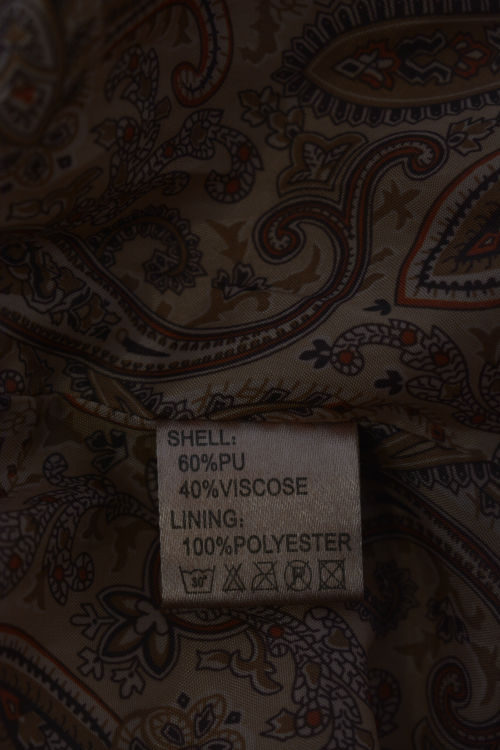 SHELL:
60%PU
40%VISCOSE
LINING:
100%POLYESTER
30° P